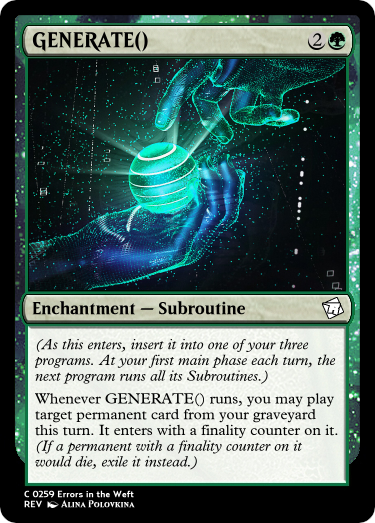 GENERATE()
2
Enchantment — Subroutine
(As this enters, insert it into one of your three
programs. At your first main phase each turn, the
next program runs all its Subroutines.)
Whenever GENERATE() runs, you may play
target permanent card from your graveyard
this turn. It enters with a finality counter on it.
(If a permanent with a finality counter on it
would die, exile it instead.)
C 0259 Errors in the Weft
REV Alina Polovkina